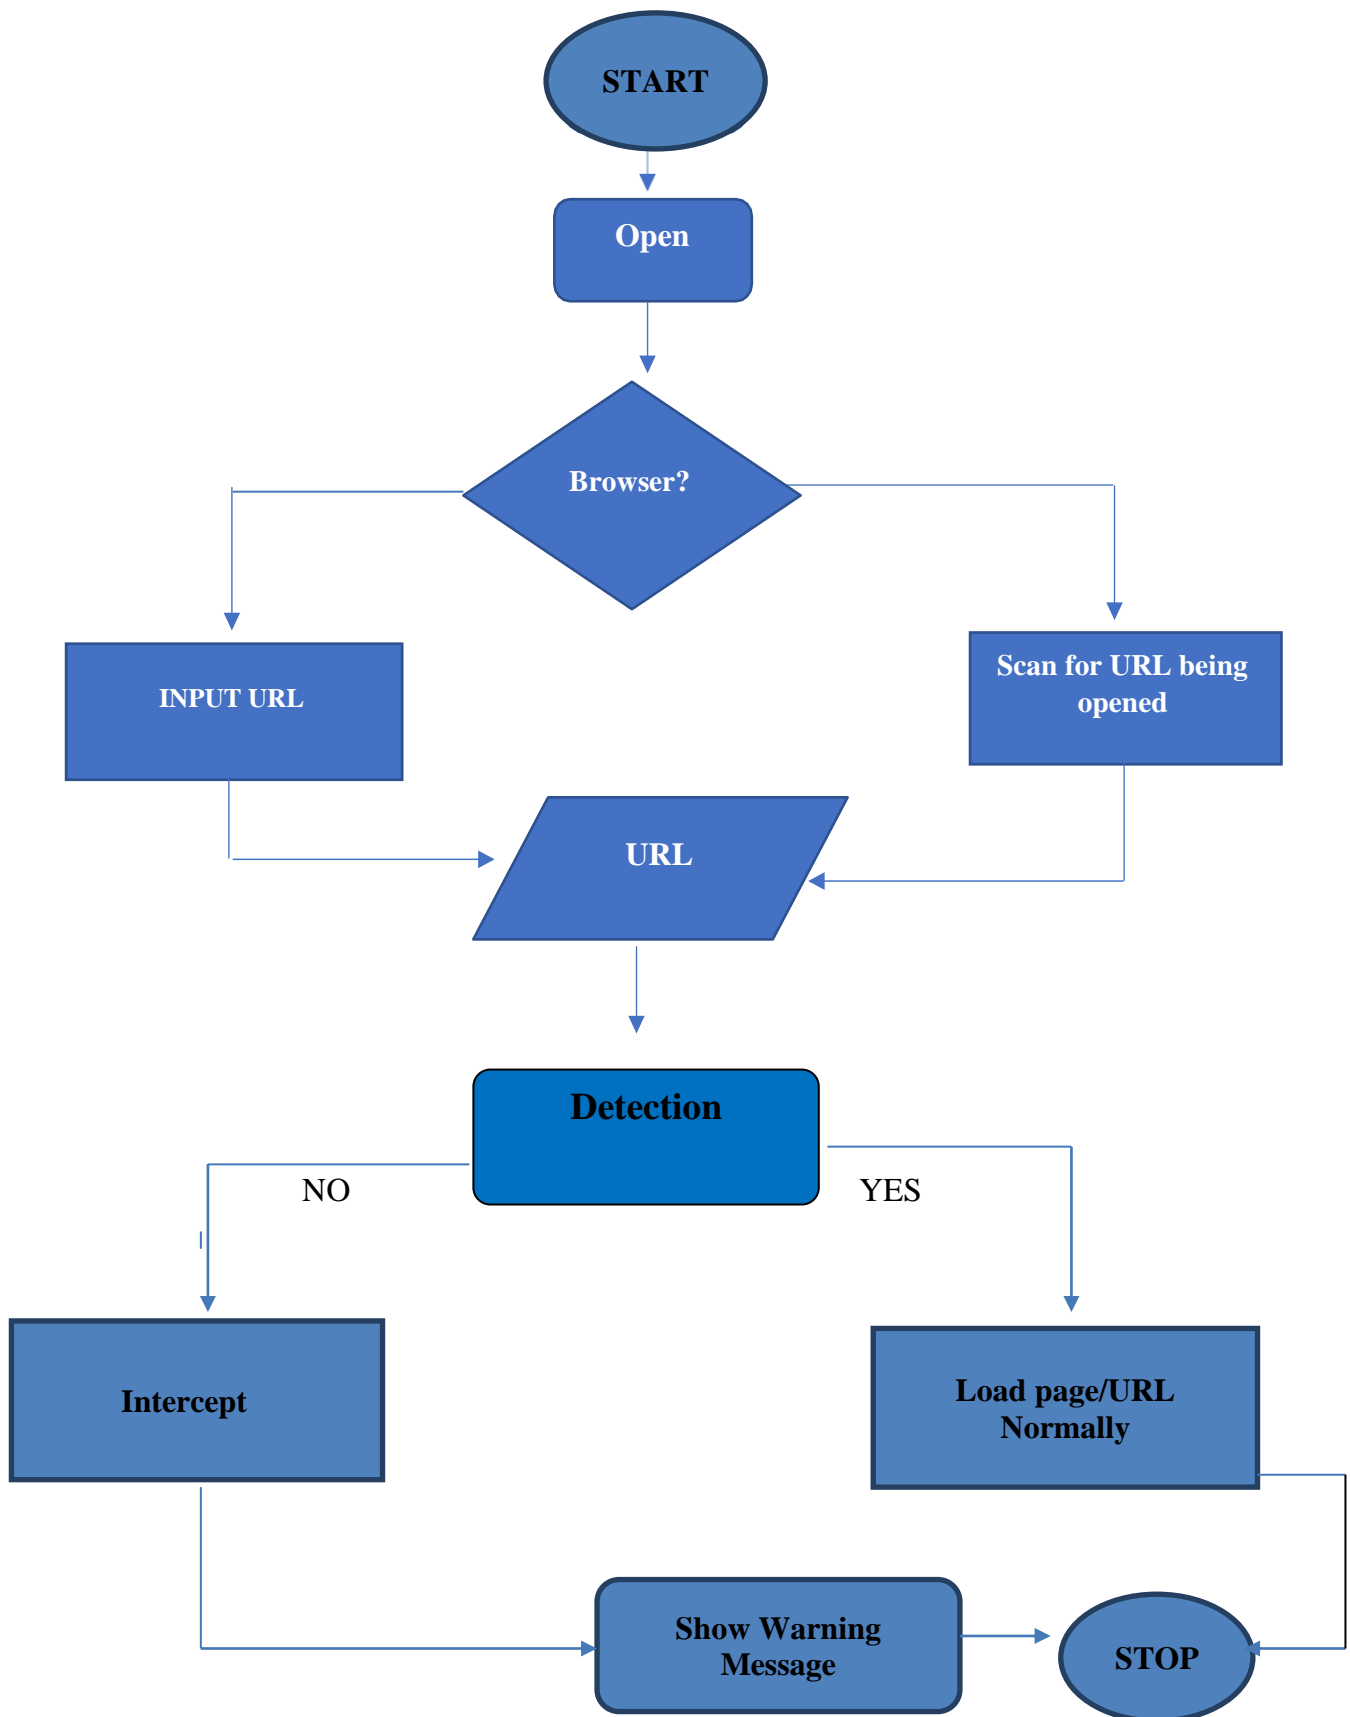 START
Open
Browser?
INPUT URL
Scan for URL being
opened
URL
Detection
NO
YES
Intercept
Load page/URL
Normally
Show Warning
Message
STOP